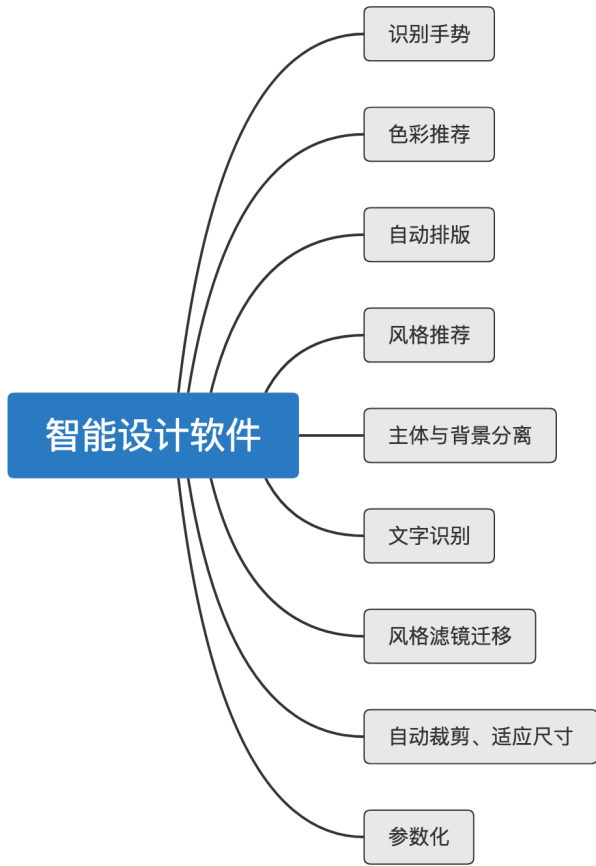 识别手势
色彩推荐
自动排版
风格推荐
智能设计软件
主体与背景分离
文字识别
风格滤镜迁移
自动裁剪、适应尺寸
参数化